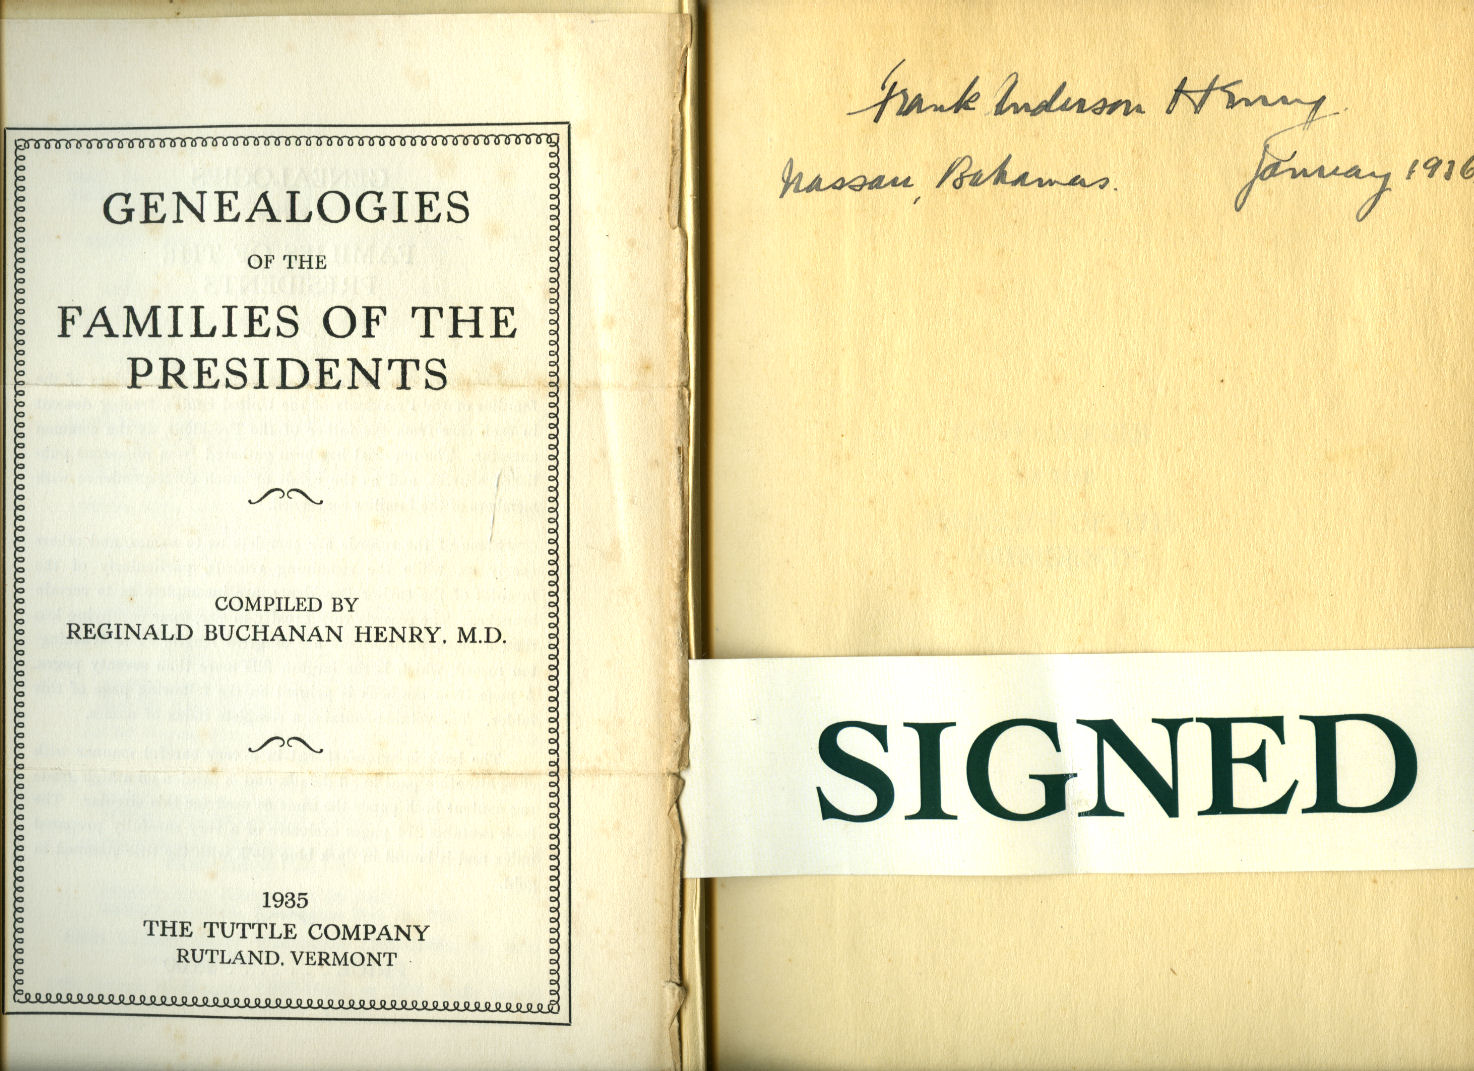 GENEALOGIES
OF THE
FAMILIES OF THE
PRESIDENTS
COMPILED BY
REGINALD BUCHANAN HENRY, M.D.
1935
THE TUTTLE COMPANY
RUTLAND, VERMONT
Frank Anderson Henry
Nassau, Bahamas. January 1936
SIGNED